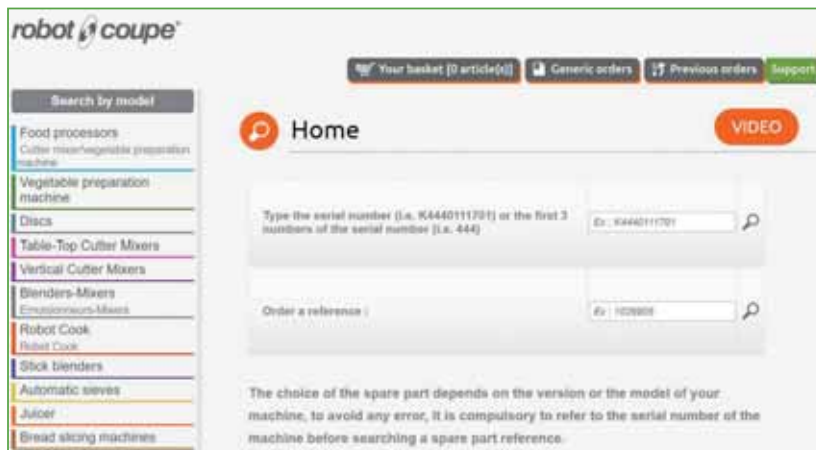 robot coupe®
Your basket [0 article(s)]
Generic orders
Previous orders
Support
Search by model
Food processors
Cutter mixer/vegetable preparation
machine
Vegetable preparation
machine
Discs
Table-Top Cutter Mixers
Vertical Cutter Mixers
Blenders-Mixers
Emulsionneurs-Mixers
Robot Cook
Robot Cook
Stick blenders
Automatic sieves
Juicer
Bread slicing machines
Home
VIDEO
Type the serial number (i.e. K4440111701) or the first 3
numbers of the serial number (i.e. 444)
Ex : K4440111701
Order a reference :
Ex :
The choice of the spare part depends on the version or the model of your
machine, to avoid any error, it is compulsory to refer to the serial number of the
machine before searching a spare part reference.